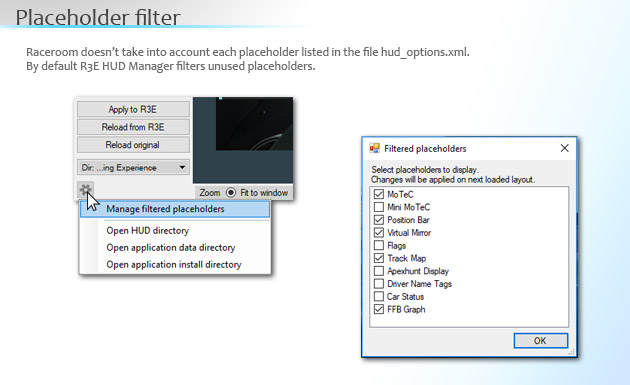 Placeholder filter
Raceroom doesn't take into account each placeholder listed in the file hud_options.xml.
By default R3E HUD Manager filters unused placeholders.
Apply to R3E
Reload from R3E
Reload original
Dir: ...ing Experience
Zoom Fit to window
Manage filtered placeholders
Open HUD directory
Open application data directory
Open application install directory
Filtered placeholders
Select placeholders to display.
Changes will be applied on next loaded layout.
MoTeC
Mini MoTeC
Position Bar
Virtual Mirror
Flags
Track Map
Apexhunt Display
Driver Name Tags
Car Status
FFB Graph
OK